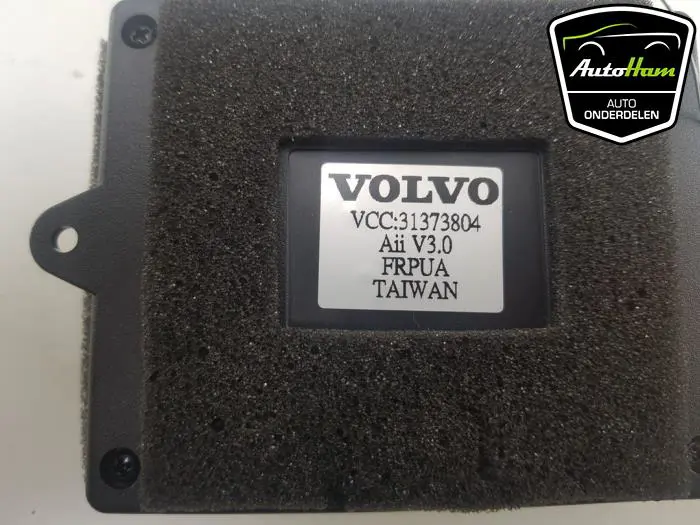 AutoHam
AUTO
ONDERDELEN
VOLVO
VCC:31373804
Aii V3.0
FRPUA
TAIWAN